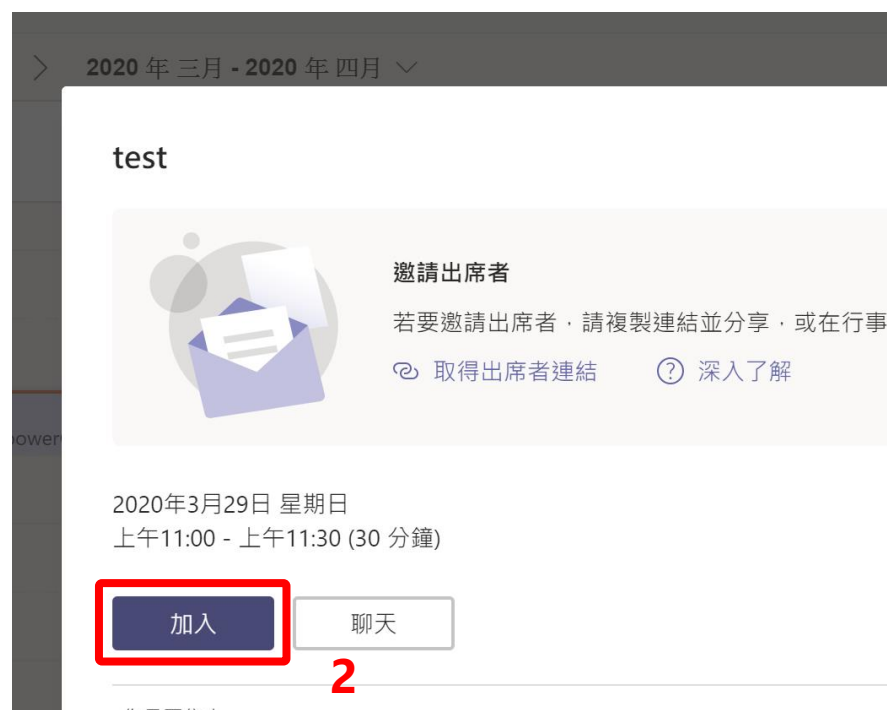 2020 年 三月 - 2020 年 四月
test
邀請出席者
若要邀請出席者，請複製連結並分享，或在行事
取得出席者連結 深入了解
power
2020年3月29日 星期日
上午11:00 - 上午11:30 (30 分鐘)
加入 聊天
2